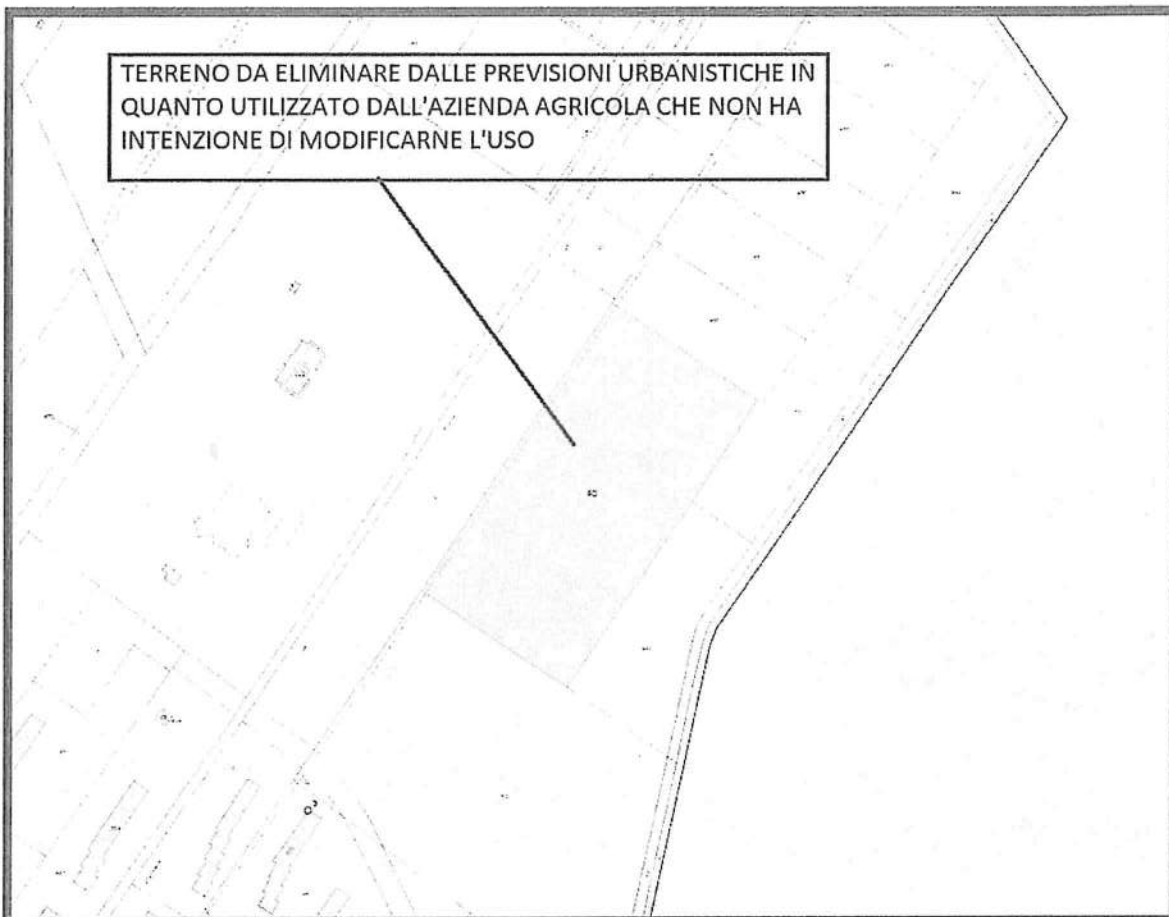 TERRENO DA ELIMINARE DALLE PREVISIONI URBANISTICHE IN
QUANTO UTILIZZATO DALL'AZIENDA AGRICOLA CHE NON HA
INTENZIONE DI MODIFICARNE L'USO